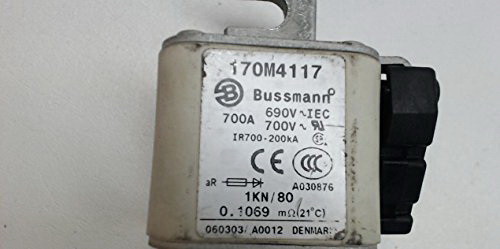 170M4117
Bussmann
700A 690V~IEC
700V~
IR700-200kA
CE CCC
aR A030876
1KN/80
0.1069 mΩ(21°C)
060303/ A0012 DENMARK